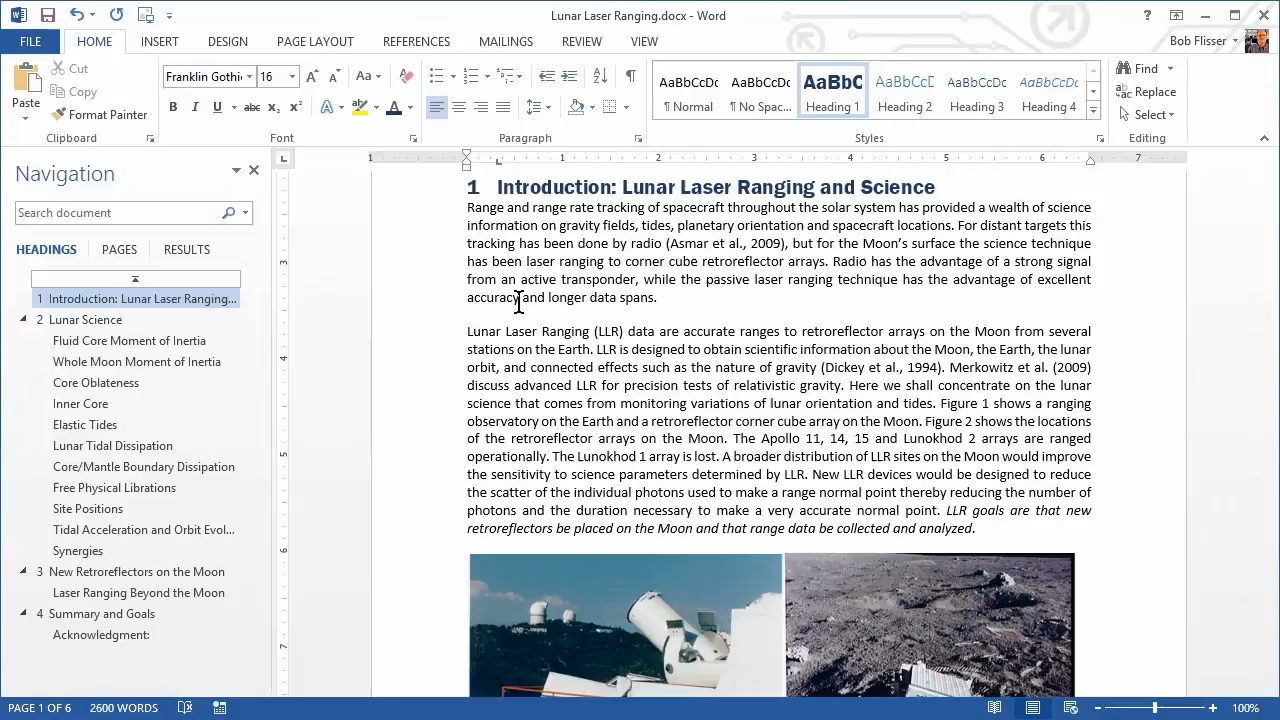 Lunar Laser Ranging.docx - Word
FILE HOME INSERT DESIGN PAGE LAYOUT REFERENCES MAILINGS REVIEW VIEW Bob Flisser
Paste
Cut
Copy
Format Painter
Clipboard
Franklin Gothi 16
Font
Paragraph
AaBbCcDc AaBbCcDc AaBbC AaBbCcD AaBbCcDc AaBbCcDc
¶ Normal ¶ No Spac... Heading 1 Heading 2 Heading 3 Heading 4
Styles
Find
Replace
Select
Editing
Navigation
Search document
HEADINGS PAGES RESULTS
1 Introduction: Lunar Laser Ranging...
2 Lunar Science
Fluid Core Moment of Inertia
Whole Moon Moment of Inertia
Core Oblateness
Inner Core
Elastic Tides
Lunar Tidal Dissipation
Core/Mantle Boundary Dissipation
Free Physical Librations
Site Positions
Tidal Acceleration and Orbit Evol...
Synergies
3 New Retroreflectors on the Moon
Laser Ranging Beyond the Moon
4 Summary and Goals
Acknowledgment:
1 1 2 3 4 5 6 7
3
4
5
6
7
1 Introduction: Lunar Laser Ranging and Science
Range and range rate tracking of spacecraft throughout the solar system has provided a wealth of science
information on gravity fields, tides, planetary orientation and spacecraft locations. For distant targets this
tracking has been done by radio (Asmar et al., 2009), but for the Moon’s surface the science technique
has been laser ranging to corner cube retroreflector arrays. Radio has the advantage of a strong signal
from an active transponder, while the passive laser ranging technique has the advantage of excellent
accuracy and longer data spans.
Lunar Laser Ranging (LLR) data are accurate ranges to retroreflector arrays on the Moon from several
stations on the Earth. LLR is designed to obtain scientific information about the Moon, the Earth, the lunar
orbit, and connected effects such as the nature of gravity (Dickey et al., 1994). Merkowitz et al. (2009)
discuss advanced LLR for precision tests of relativistic gravity. Here we shall concentrate on the lunar
science that comes from monitoring variations of lunar orientation and tides. Figure 1 shows a ranging
observatory on the Earth and a retroreflector corner cube array on the Moon. Figure 2 shows the locations
of the retroreflector arrays on the Moon. The Apollo 11, 14, 15 and Lunokhod 2 arrays are ranged
operationally. The Lunokhod 1 array is lost. A broader distribution of LLR sites on the Moon would improve
the sensitivity to science parameters determined by LLR. New LLR devices would be designed to reduce
the scatter of the individual photons used to make a range normal point thereby reducing the number of
photons and the duration necessary to make a very accurate normal point. LLR goals are that new
retroreflectors be placed on the Moon and that range data be collected and analyzed.
PAGE 1 OF 6 2600 WORDS 100%